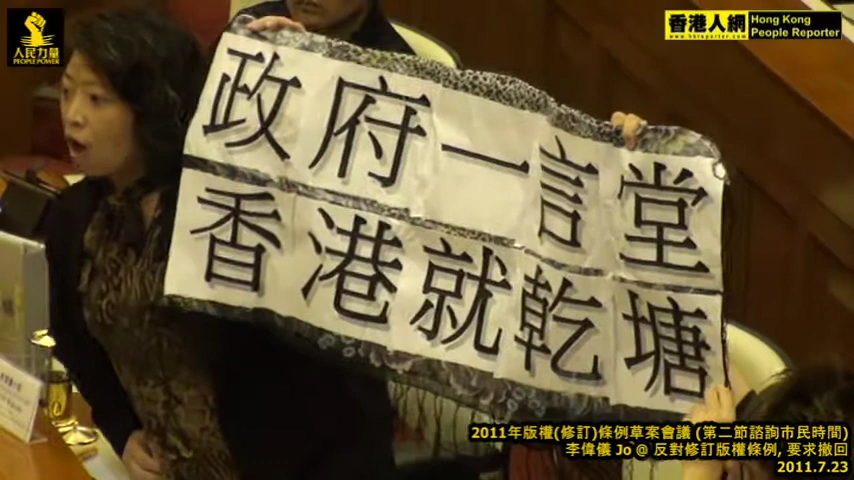 人民力量
PEOPLE POWER
香港人網
www.hkreporter.com
Hong Kong
People Reporter
政府一言堂
香港就乾塘
2011年版權(修訂)條例草案會議 (第二節諮詢市民時間)
李偉儀 Jo @ 反對修訂版權條例, 要求撤回
2011.7.23